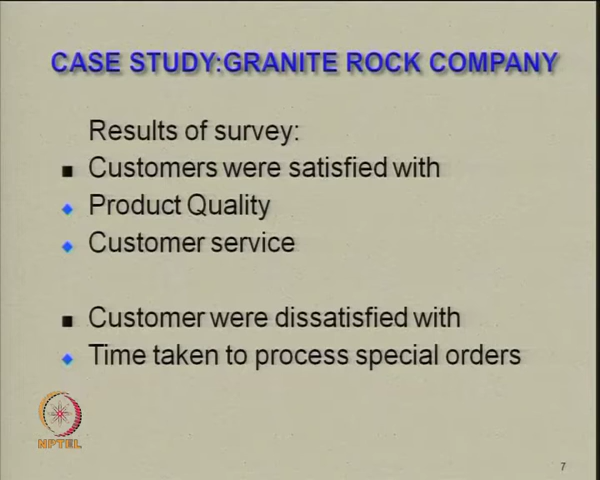 CASE STUDY:GRANITE ROCK COMPANY
Results of survey:
Customers were satisfied with
Product Quality
Customer service
Customer were dissatisfied with
Time taken to process special orders
NPTEL
7